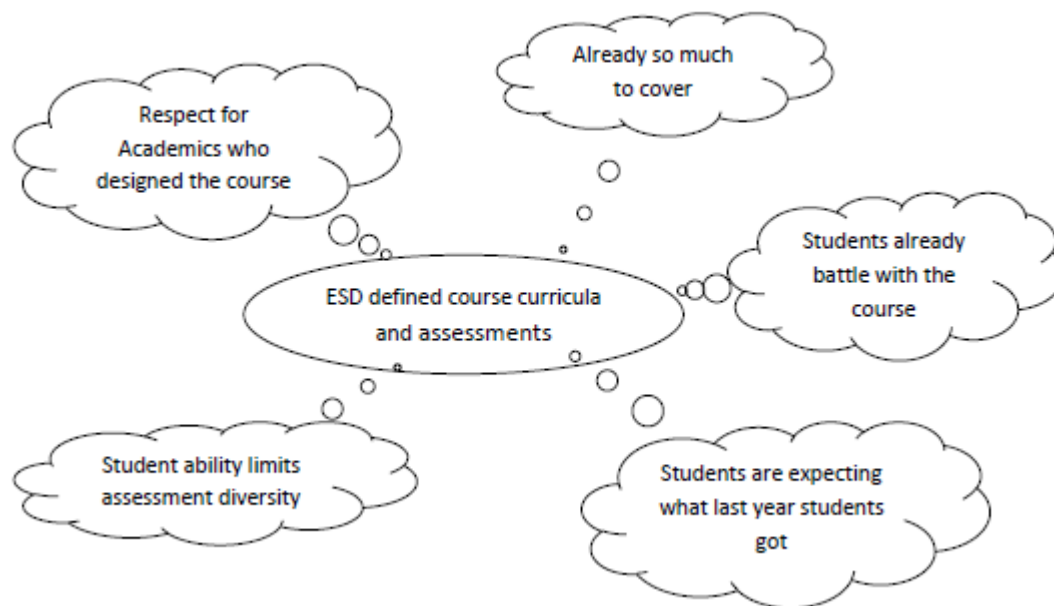 Already so much
to cover
Respect for
Academics who
designed the course
Students already
battle with the
course
ESD defined course curricula
and assessments
Student ability limits
assessment diversity
Students are expecting
what last year students
got